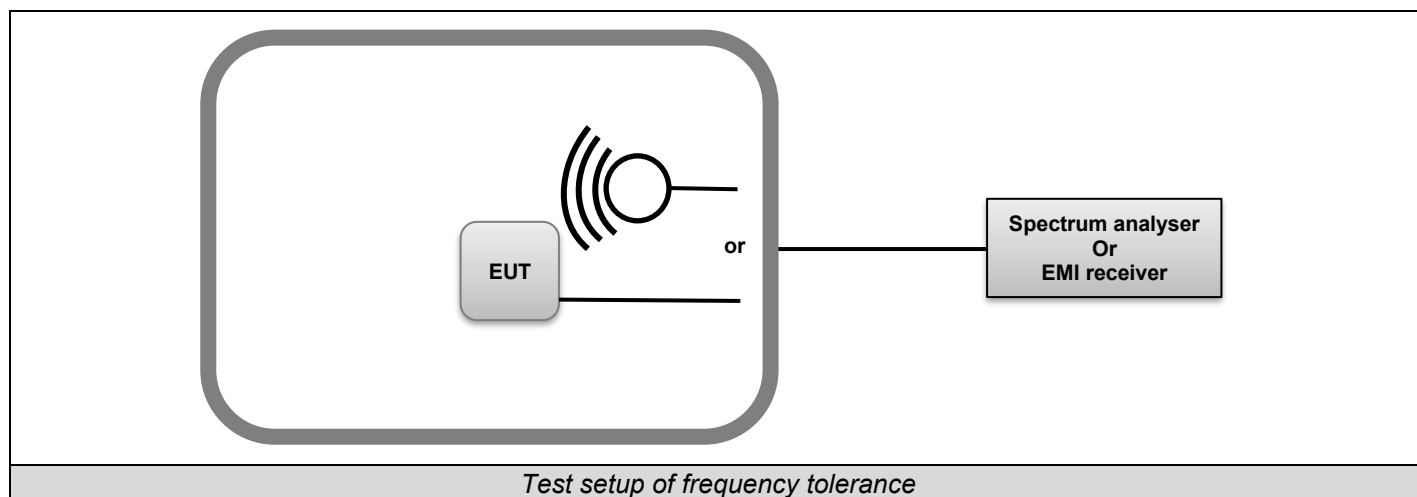 or
EUT
Spectrum analyser
Or
EMI receiver
Test setup of frequency tolerance